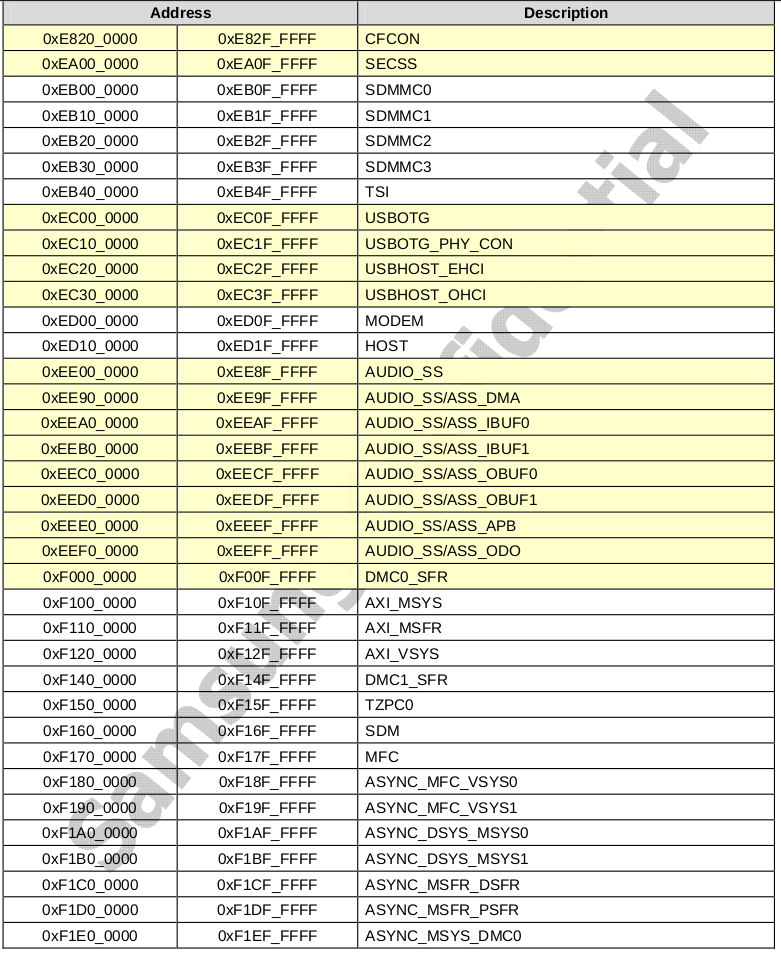 Address Description
0xE820_0000 0xE82F_FFFF CFCON
0xEA00_0000 0xEA0F_FFFF SECSS
0xEB00_0000 0xEB0F_FFFF SDMMC0
0xEB10_0000 0xEB1F_FFFF SDMMC1
0xEB20_0000 0xEB2F_FFFF SDMMC2
0xEB30_0000 0xEB3F_FFFF SDMMC3
0xEB40_0000 0xEB4F_FFFF TSI
0xEC00_0000 0xEC0F_FFFF USBOTG
0xEC10_0000 0xEC1F_FFFF USBOTG_PHY_CON
0xEC20_0000 0xEC2F_FFFF USBHOST_EHCI
0xEC30_0000 0xEC3F_FFFF USBHOST_OHCI
0xED00_0000 0xED0F_FFFF MODEM
0xED10_0000 0xED1F_FFFF HOST
0xEE00_0000 0xEE8F_FFFF AUDIO_SS
0xEE90_0000 0xEE9F_FFFF AUDIO_SS/ASS_DMA
0xEEA0_0000 0xEEAF_FFFF AUDIO_SS/ASS_IBUF0
0xEEB0_0000 0xEEBF_FFFF AUDIO_SS/ASS_IBUF1
0xEEC0_0000 0xEECF_FFFF AUDIO_SS/ASS_OBUF0
0xEED0_0000 0xEEDF_FFFF AUDIO_SS/ASS_OBUF1
0xEEE0_0000 0xEEEF_FFFF AUDIO_SS/ASS_APB
0xEEF0_0000 0xEEFF_FFFF AUDIO_SS/ASS_ODO
0xF000_0000 0xF00F_FFFF DMC0_SFR
0xF100_0000 0xF10F_FFFF AXI_MSYS
0xF110_0000 0xF11F_FFFF AXI_MSFR
0xF120_0000 0xF12F_FFFF AXI_VSYS
0xF140_0000 0xF14F_FFFF DMC1_SFR
0xF150_0000 0xF15F_FFFF TZPC0
0xF160_0000 0xF16F_FFFF SDM
0xF170_0000 0xF17F_FFFF MFC
0xF180_0000 0xF18F_FFFF ASYNC_MFC_VSYS0
0xF190_0000 0xF19F_FFFF ASYNC_MFC_VSYS1
0xF1A0_0000 0xF1AF_FFFF ASYNC_DSYS_MSYS0
0xF1B0_0000 0xF1BF_FFFF ASYNC_DSYS_MSYS1
0xF1C0_0000 0xF1CF_FFFF ASYNC_MSFR_DSFR
0xF1D0_0000 0xF1DF_FFFF ASYNC_MSFR_PSFR
0xF1E0_0000 0xF1EF_FFFF ASYNC_MSYS_DMC0